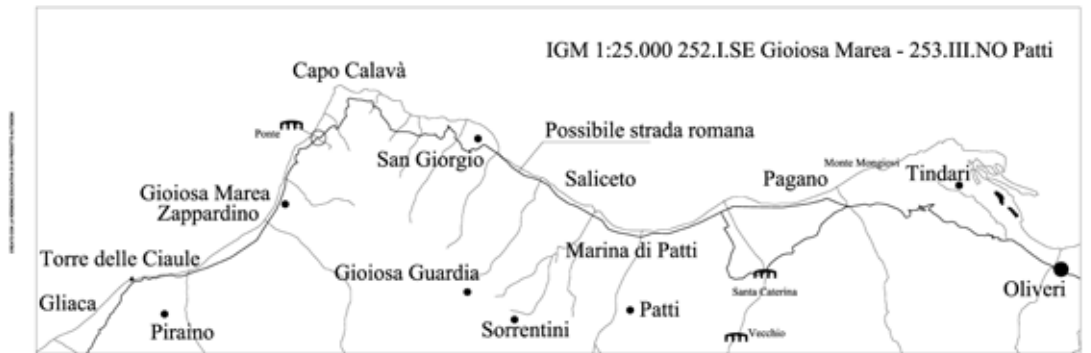 IGM 1:25.000 252.I.SE Gioiosa Marea - 253.III.NO Patti
Capo Calavà
Ponte
Possibile strada romana
San Giorgio
Monte Mongiovi
Saliceto
Pagano
Tindari
Gioiosa Marea
Zappardino
Torre delle Ciaule
Marina di Patti
Gioiosa Guardia
Santa Caterina
Oliveri
Gliaca
Piraino
Sorrentini
Patti
Vecchio